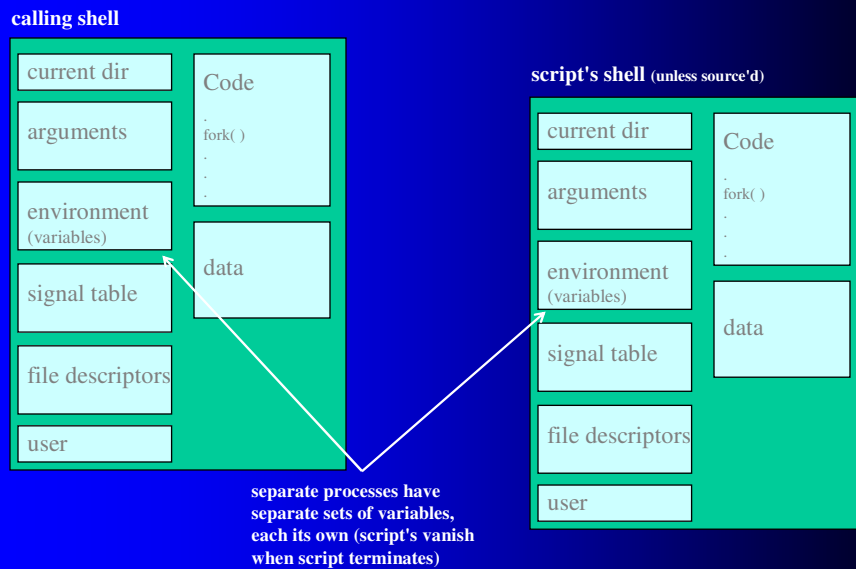 calling shell
current dir
arguments
environment
(variables)
signal table
file descriptors
user
Code
.
fork( )
.
.
.
data
script's shell (unless source'd)
current dir
arguments
environment
(variables)
signal table
file descriptors
user
Code
.
fork( )
.
.
.
data
separate processes have
separate sets of variables,
each its own (script's vanish
when script terminates)